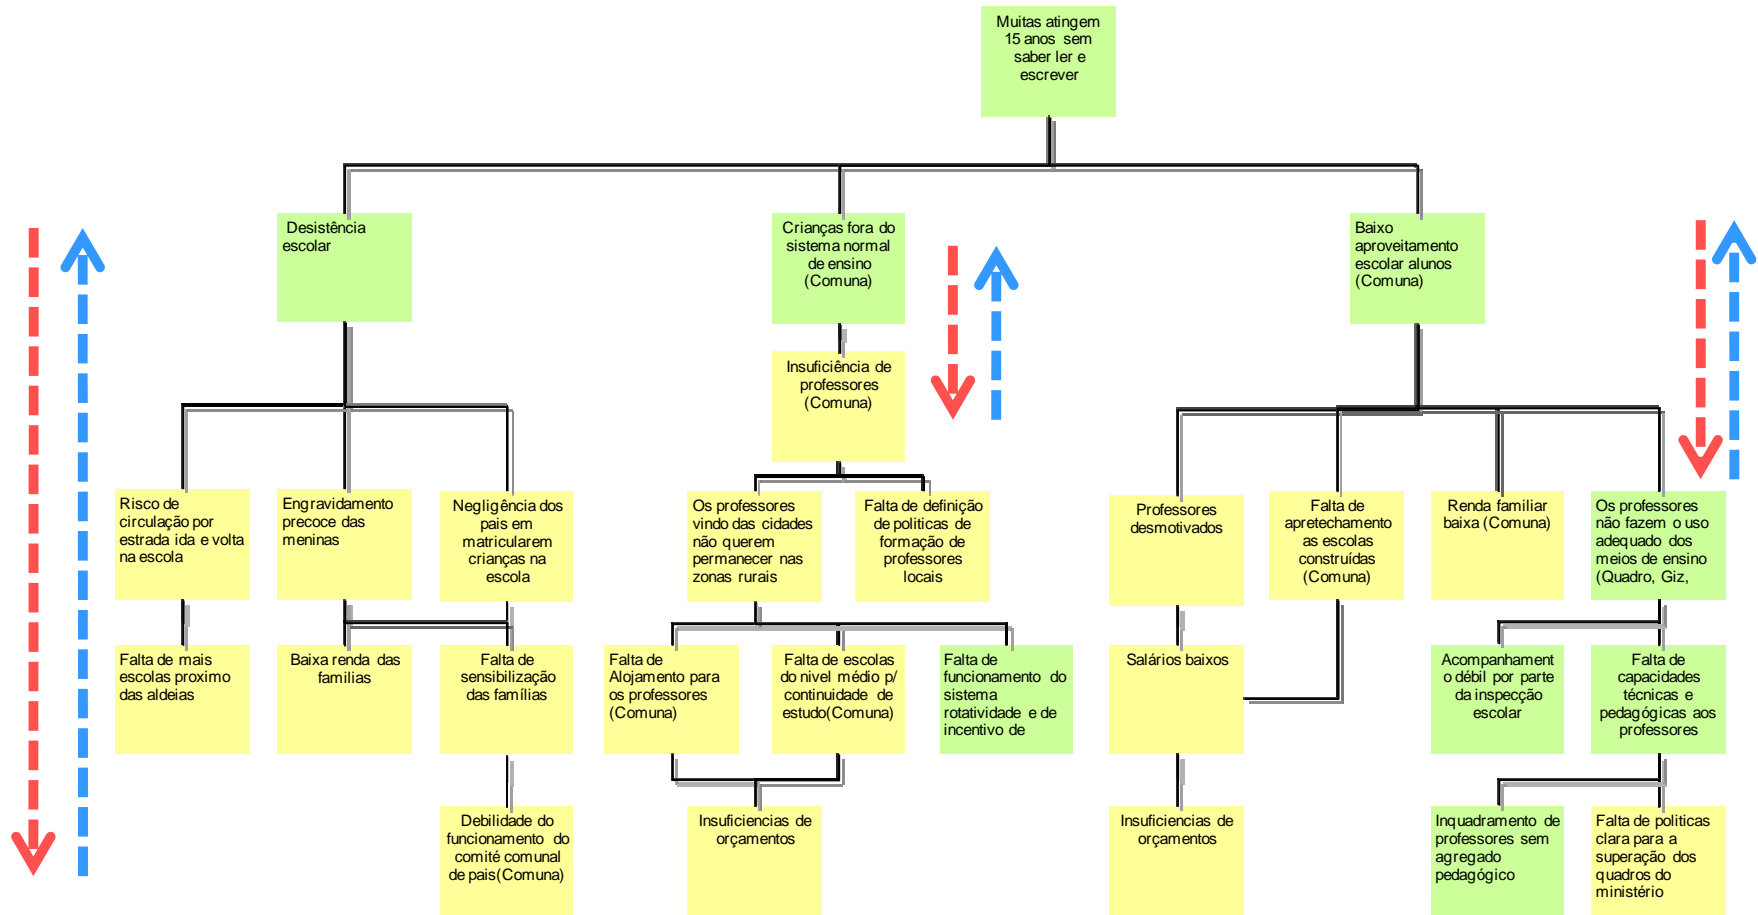 Muitas atingem
15 anos sem
saber ler e
escrever
Desistência
escolar
Crianças fora do
sistema normal
de ensino
(Comuna)
Baixo
aproveitamento
escolar alunos
(Comuna)
Insuficiência de
professores
(Comuna)
Risco de
circulação por
estrada ida e volta
na escola
Engravidamento
precoce das
meninas
Negligência dos
pais em
matricularem
crianças na
escola
Os professores
vindo das cidades
não querem
permanecer nas
zonas rurais
Falta de definição
de politicas de
formação de
professores
locais
Professores
desmotivados
Falta de
apretechamento
as escolas
construídas
(Comuna)
Renda familiar
baixa (Comuna)
Os professores
não fazem o uso
adequado dos
meios de ensino
(Quadro, Giz,
Falta de mais
escolas proximo
das aldeias
Baixa renda das
familias
Falta de
sensibilização
das famílias
Falta de
Alojamento para
os professores
(Comuna)
Falta de escolas
do nivel médio p/
continuidade de
estudo(Comuna)
Falta de
funcionamento do
sistema
rotatividade e de
incentivo de
Salários baixos
Acompanhament
o débil por parte
da inspecção
escolar
Falta de
capacidades
técnicas e
pedagógicas aos
professores
Debilidade do
funcionamento do
comité comunal
de pais(Comuna)
Insuficiencias de
orçamentos
Insuficiencias de
orçamentos
Inquadramento de
professores sem
agregado
pedagógico
Falta de politicas
clara para a
superação dos
quadros do
ministério